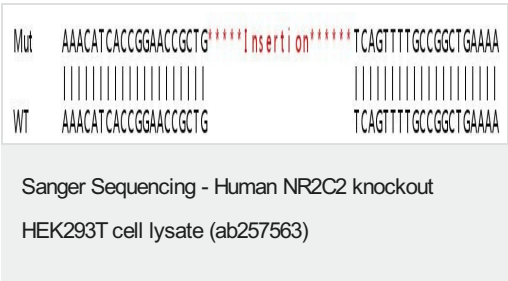 Mut AAACATCACCGGAACCGCTG*****Insertion******TCAGTTTTGCCGGCTGAAAA
||||||||||||||||||||                    ||||||||||||||||||||
WT AAACATCACCGGAACCGCTG                    TCAGTTTTGCCGGCTGAAAA
Sanger Sequencing - Human NR2C2 knockout
HEK293T cell lysate (ab257563)